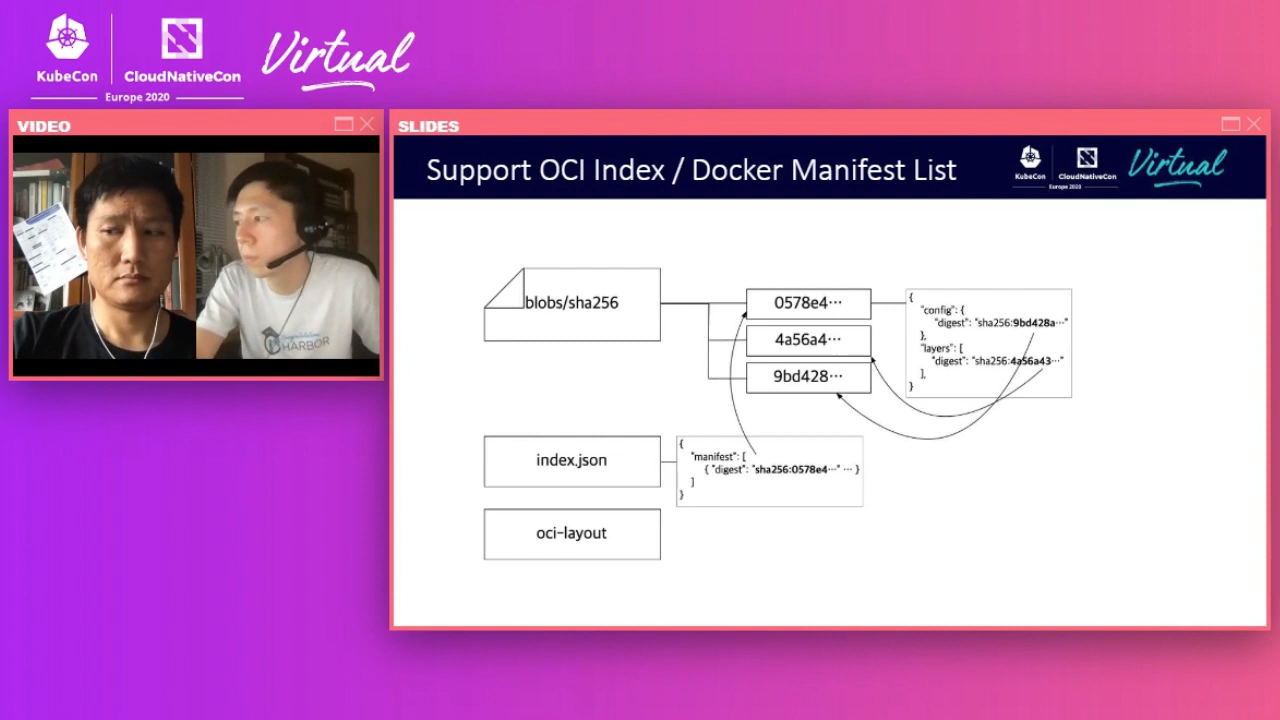 KubeCon
CloudNativeCon
Europe 2020
Virtual
VIDEO
HARBOR
SLIDES
Support OCI Index / Docker Manifest List
KubeCon
CloudNativeCon
Europe 2020
Virtual
blobs/sha256
0578e4⋯
4a56a4⋯
9bd428⋯
{
"config": {
"digest": "sha256:9bd428a⋯"
},
"layers": [
"digest": "sha256:4a56a43⋯"
],
}
index.json
{
"manifest": [
{ "digest": "sha256:0578e4⋯" ⋯ }
]
}
oci-layout